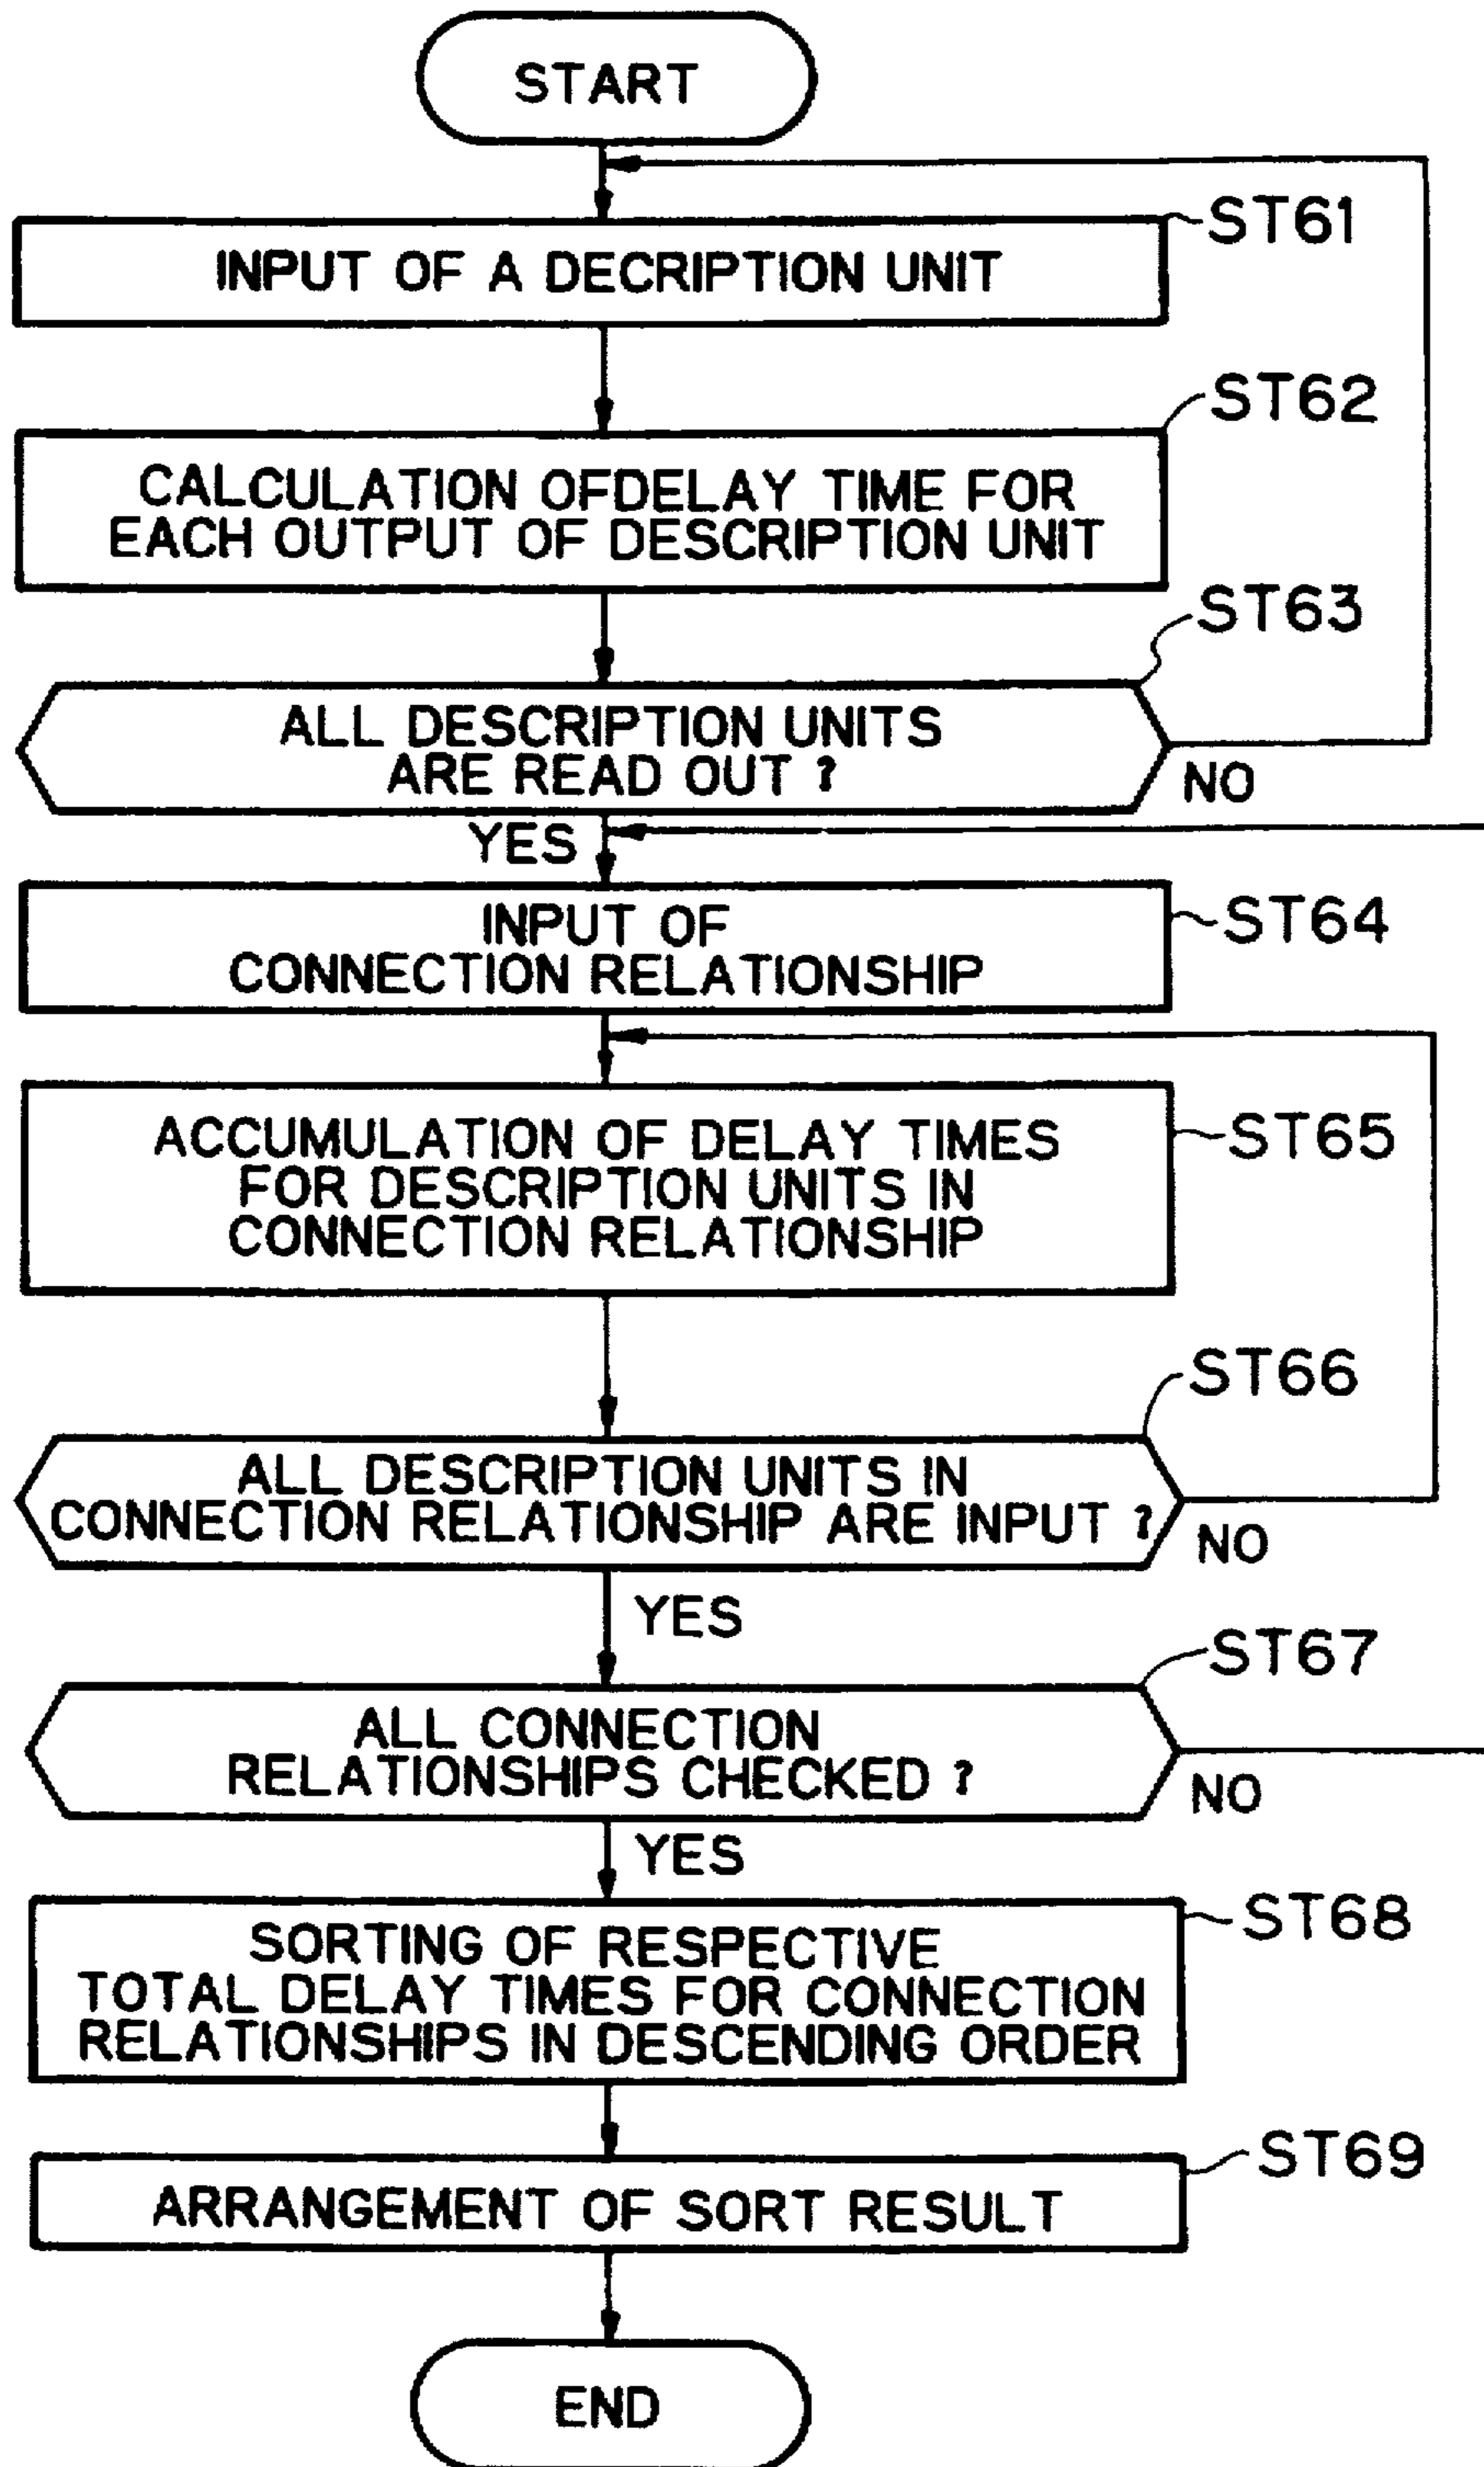 START
ST61
INPUT OF A DECRIPTION UNIT
ST62
CALCULATION OFDELAY TIME FOR
EACH OUTPUT OF DESCRIPTION UNIT
ST63
ALL DESCRIPTION UNITS
ARE READ OUT ?
NO
YES
INPUT OF
CONNECTION RELATIONSHIP
ST64
ACCUMULATION OF DELAY TIMES
FOR DESCRIPTION UNITS IN
CONNECTION RELATIONSHIP
ST65
ST66
ALL DESCRIPTION UNITS IN
CONNECTION RELATIONSHIP ARE INPUT ?
NO
YES
ST67
ALL CONNECTION
RELATIONSHIPS CHECKED ?
NO
YES
ST68
SORTING OF RESPECTIVE
TOTAL DELAY TIMES FOR CONNECTION
RELATIONSHIPS IN DESCENDING ORDER
ST69
ARRANGEMENT OF SORT RESULT
END